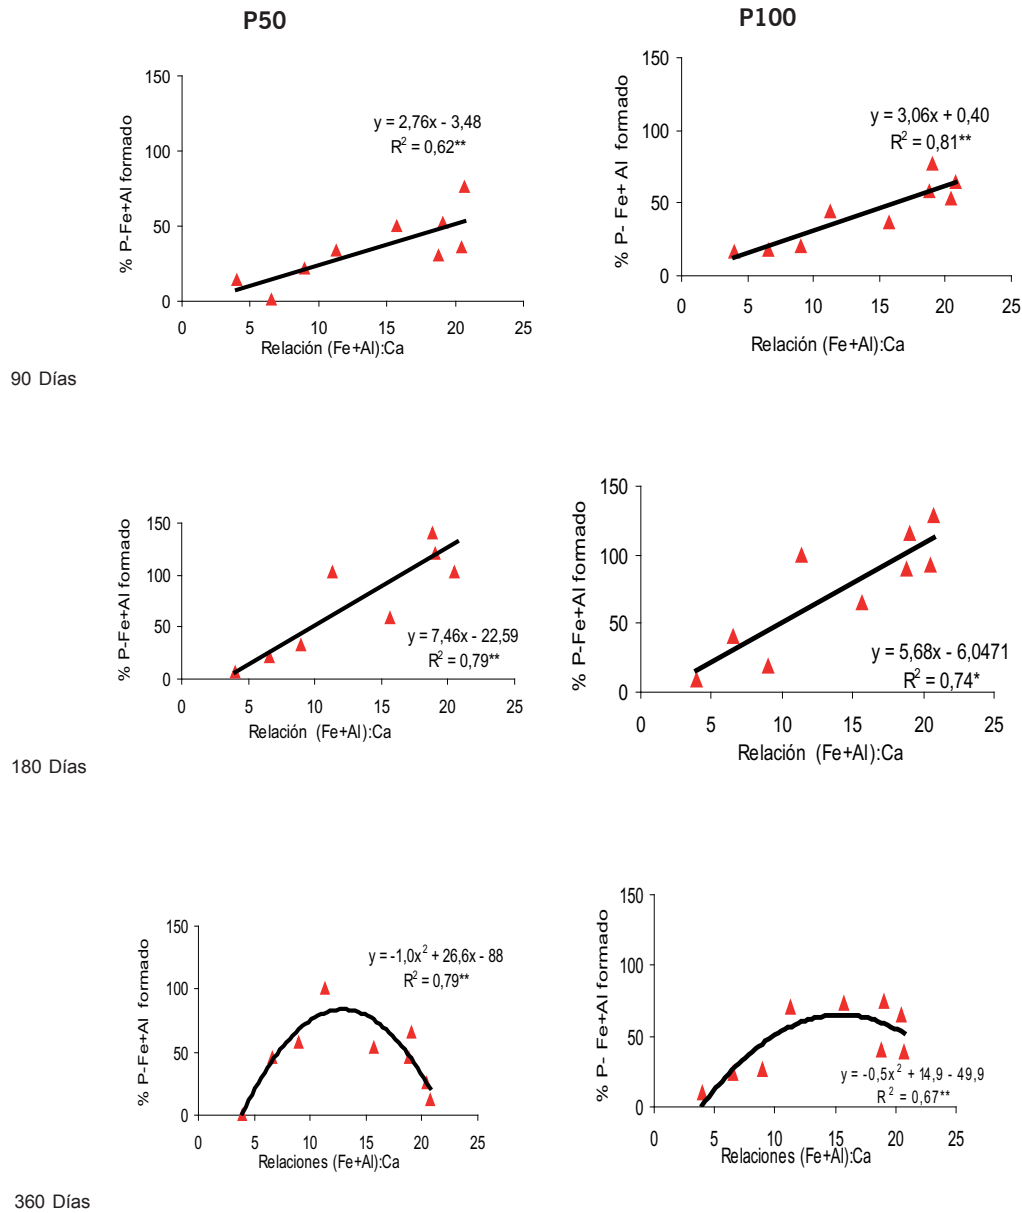 P50
P100
150
100
50
0
% P-Fe+Al formado
y = 2,76x - 3,48
R² = 0,62**
0 5 10 15 20 25
Relación (Fe+Al):Ca
150
100
50
0
% P- Fe+ Al formado
y = 3,06x + 0,40
R² = 0,81**
0 5 10 15 20 25
Relación (Fe+Al):Ca
90 Días
150
100
50
0
% P-Fe+Al formado
y = 7,46x - 22,59
R² = 0,79**
0 5 10 15 20 25
Relación (Fe+Al):Ca
150
100
50
0
% P-Fe+Al formado
y = 5,68x - 6,0471
R² = 0,74*
0 5 10 15 20 25
Relación (Fe+Al):Ca
180 Días
150
100
50
0
% P-Fe+Al formado
y = -1,0x² + 26,6x - 88
R² = 0,79**
0 5 10 15 20 25
Relaciones (Fe+Al):Ca
150
100
50
0
% P- Fe+Al formado
y = -0,5x² + 14,9 - 49,9
R² = 0,67**
0 5 10 15 20 25
Relaciones (Fe+Al):Ca
360 Días